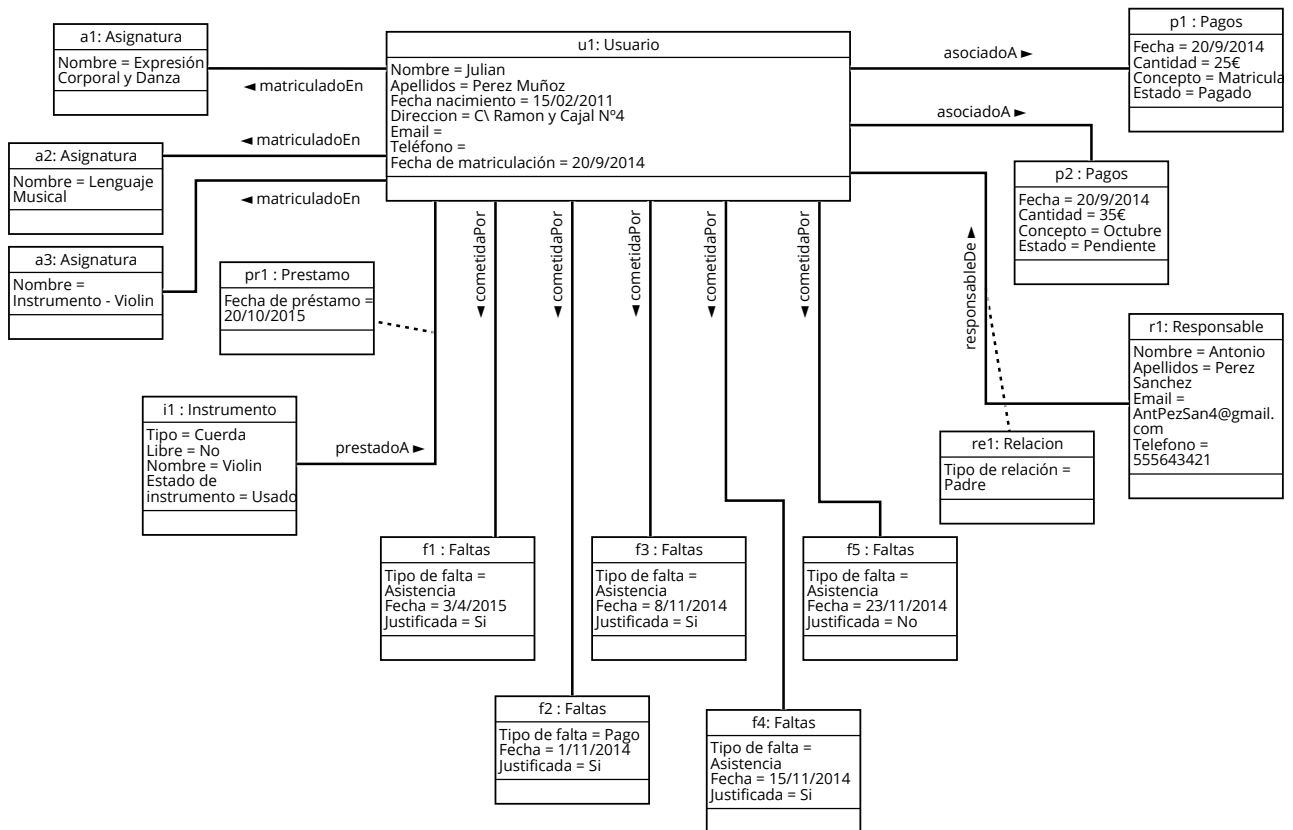 a1: Asignatura
Nombre = Expresión
Corporal y Danza
◄ matriculadoEn
u1: Usuario
Nombre = Julian
Apellidos = Perez Muñoz
Fecha nacimiento = 15/02/2011
Direccion = C\ Ramon y Cajal Nº4
Email =
Teléfono =
Fecha de matriculación = 20/9/2014
asociadoA ►
p1 : Pagos
Fecha = 20/9/2014
Cantidad = 25€
Concepto = Matricula
Estado = Pagado
◄ matriculadoEn
asociadoA ►
a2: Asignatura
Nombre = Lenguaje
Musical
◄ matriculadoEn
p2 : Pagos
Fecha = 20/9/2014
Cantidad = 35€
Concepto = Octubre
Estado = Pendiente
a3: Asignatura
Nombre =
Instrumento - Violin
pr1 : Prestamo
Fecha de préstamo =
20/10/2015
◄ cometidaPor
◄ cometidaPor
◄ cometidaPor
◄ cometidaPor
◄ cometidaPor
responsableDe ►
r1: Responsable
Nombre = Antonio
Apellidos = Perez
Sanchez
Email =
AntPezSan4@gmail.
com
Telefono =
555643421
i1 : Instrumento
Tipo = Cuerda
Libre = No
Nombre = Violin
Estado de
instrumento = Usado
prestadoA ►
re1: Relacion
Tipo de relación =
Padre
f1 : Faltas
Tipo de falta =
Asistencia
Fecha = 3/4/2015
Justificada = Si
f3 : Faltas
Tipo de falta =
Asistencia
Fecha = 8/11/2014
Justificada = Si
f5 : Faltas
Tipo de falta =
Asistencia
Fecha = 23/11/2014
Justificada = No
f2 : Faltas
Tipo de falta = Pago
Fecha = 1/11/2014
Justificada = Si
f4: Faltas
Tipo de falta =
Asistencia
Fecha = 15/11/2014
Justificada = Si